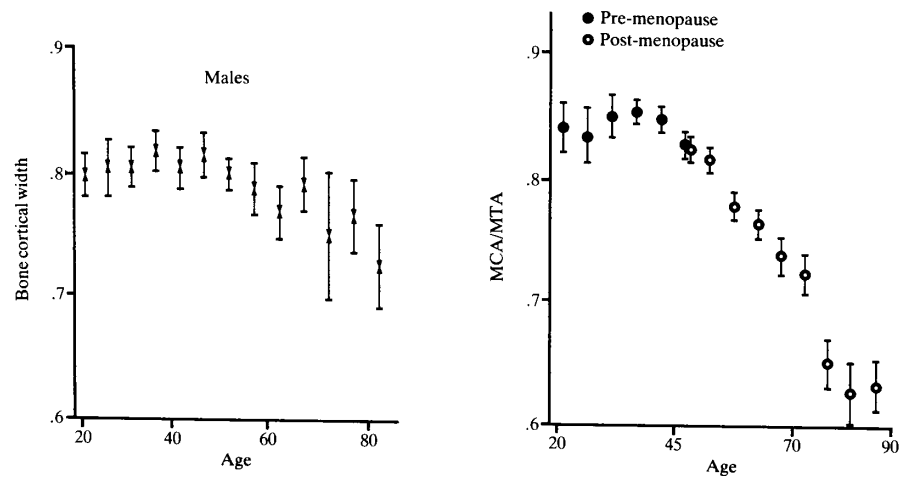 Males
Bone cortical width
.9
.8
.7
.6
20 40 60 80
Age
Pre-menopause
Post-menopause
MCA/MTA
.9
.8
.7
.6
20 45 70 90
Age